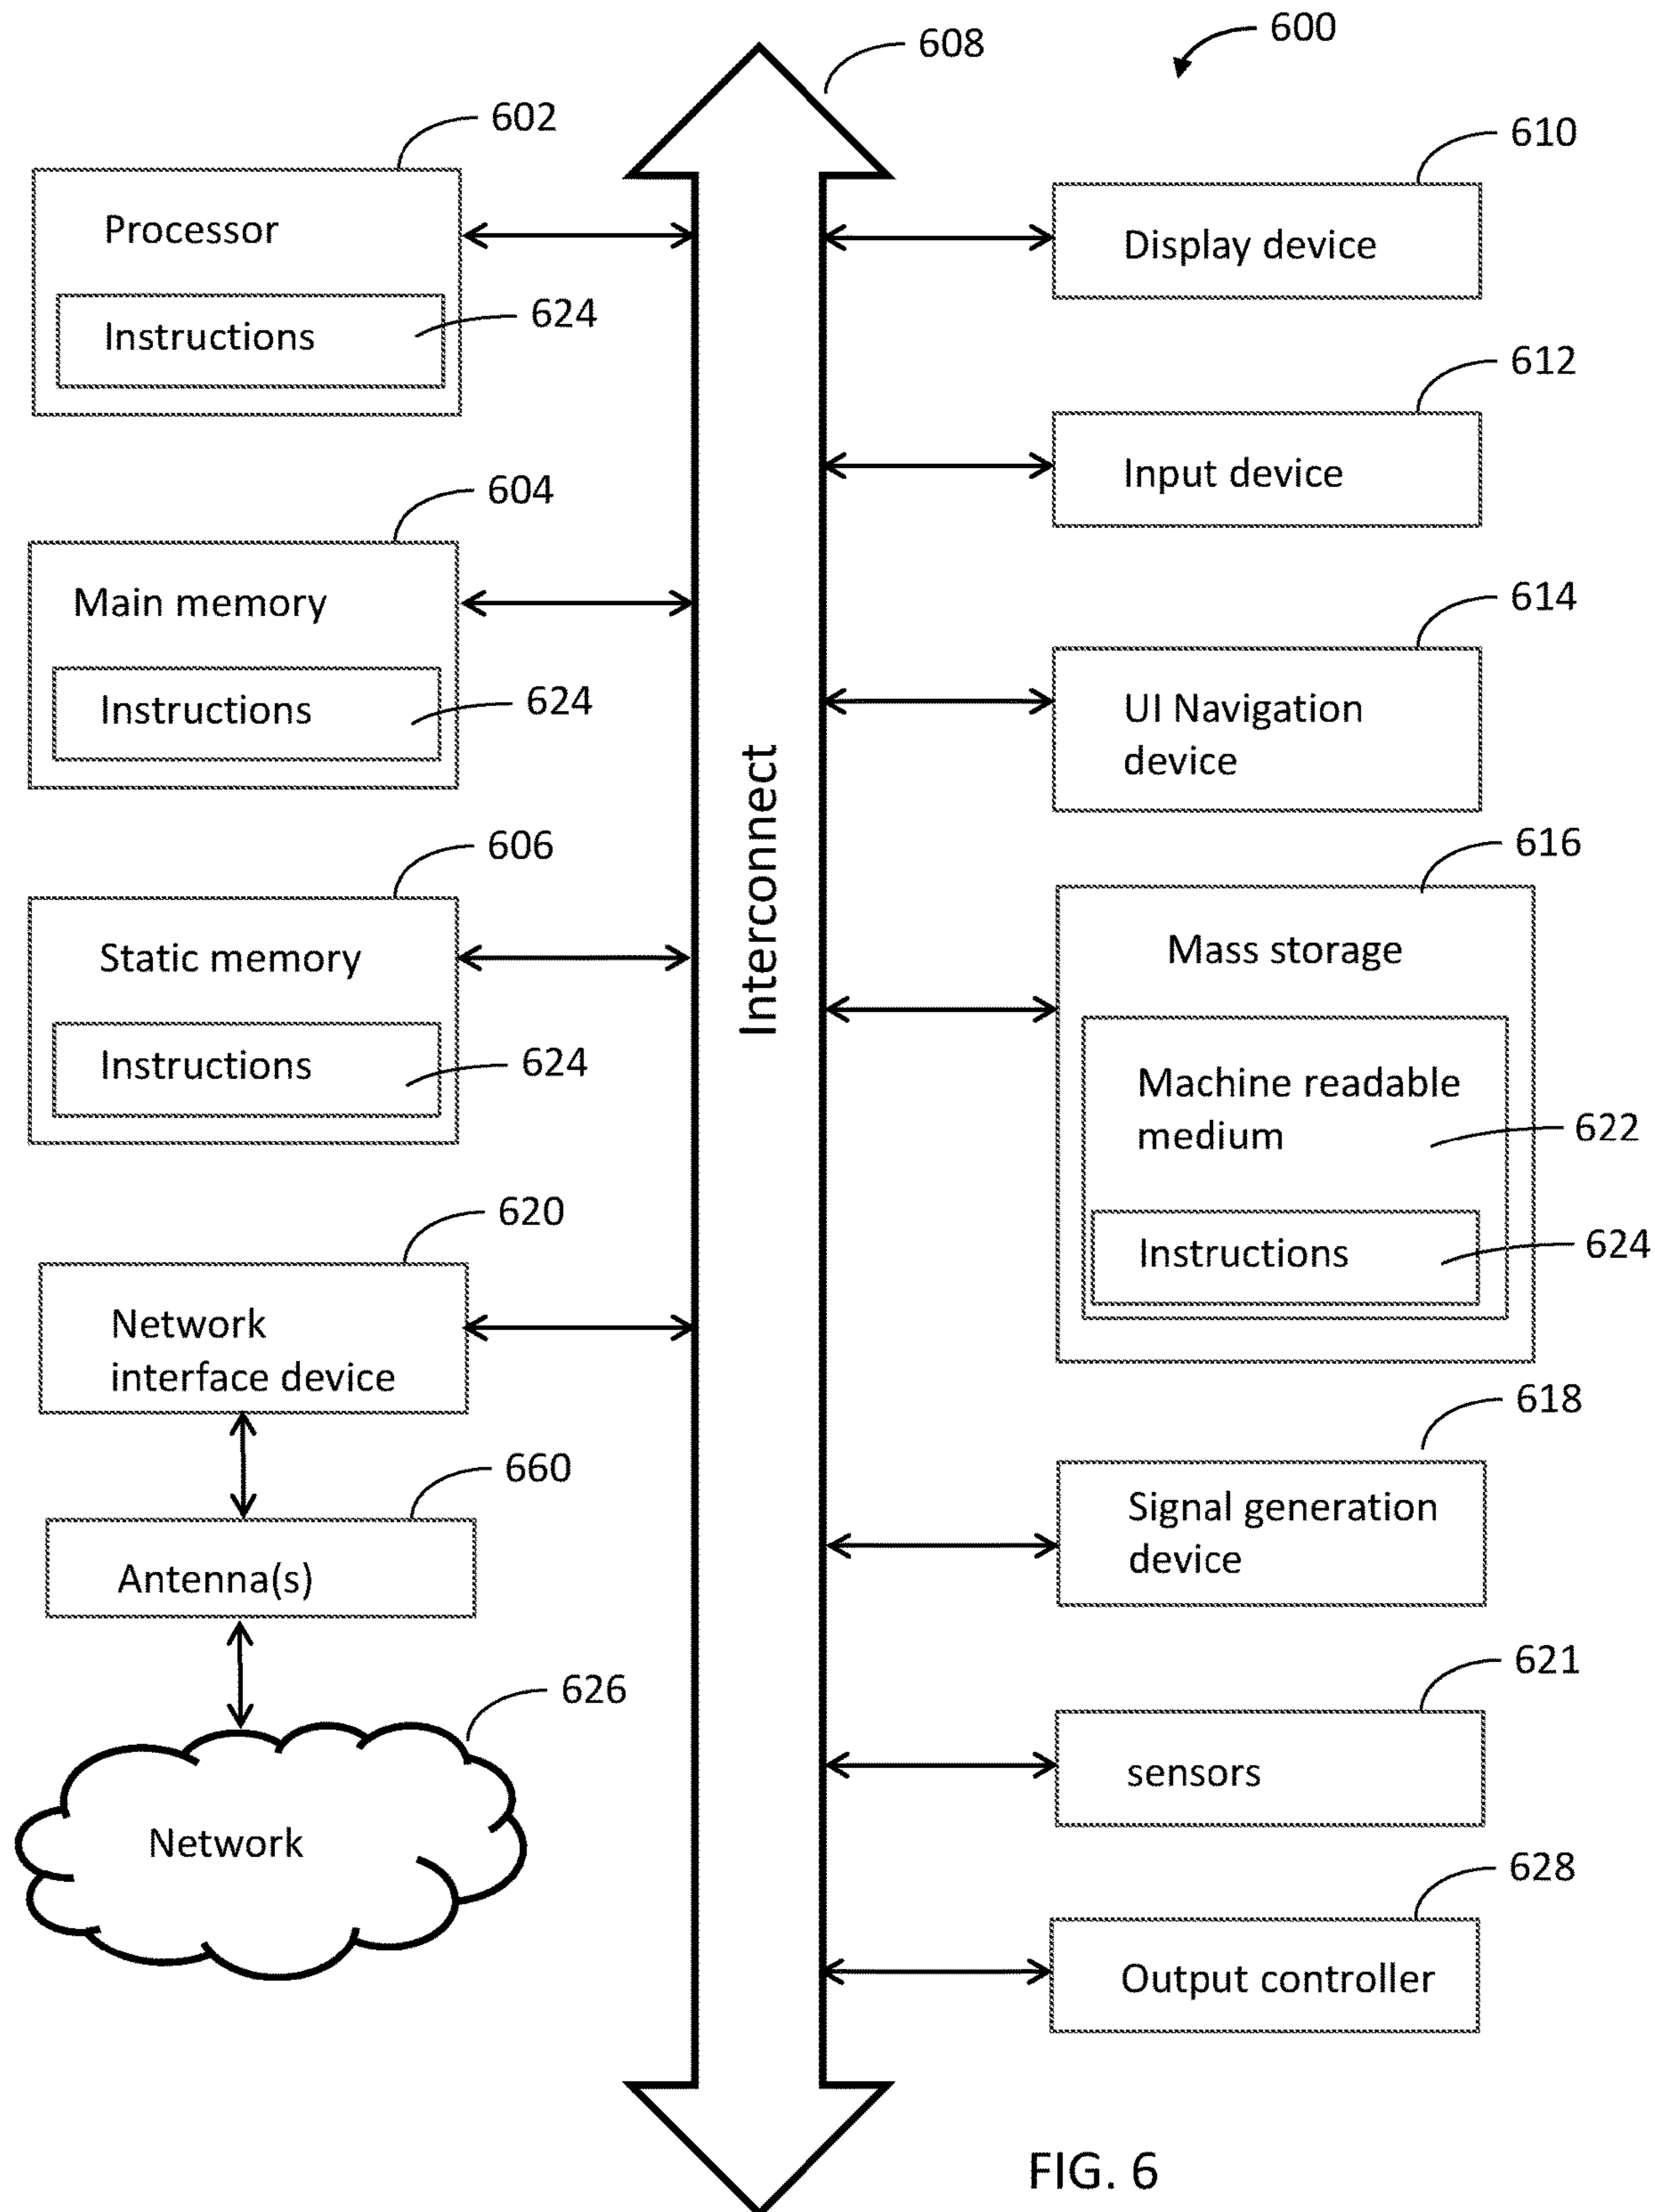 600
608
602
Processor
Instructions
624
604
Main memory
Instructions
624
606
Static memory
Instructions
624
620
Network
interface device
660
Antenna(s)
626
Network
Interconnect
610
Display device
612
Input device
614
UI Navigation
device
616
Mass storage
Machine readable
medium
622
Instructions
624
618
Signal generation
device
621
sensors
628
Output controller
FIG. 6